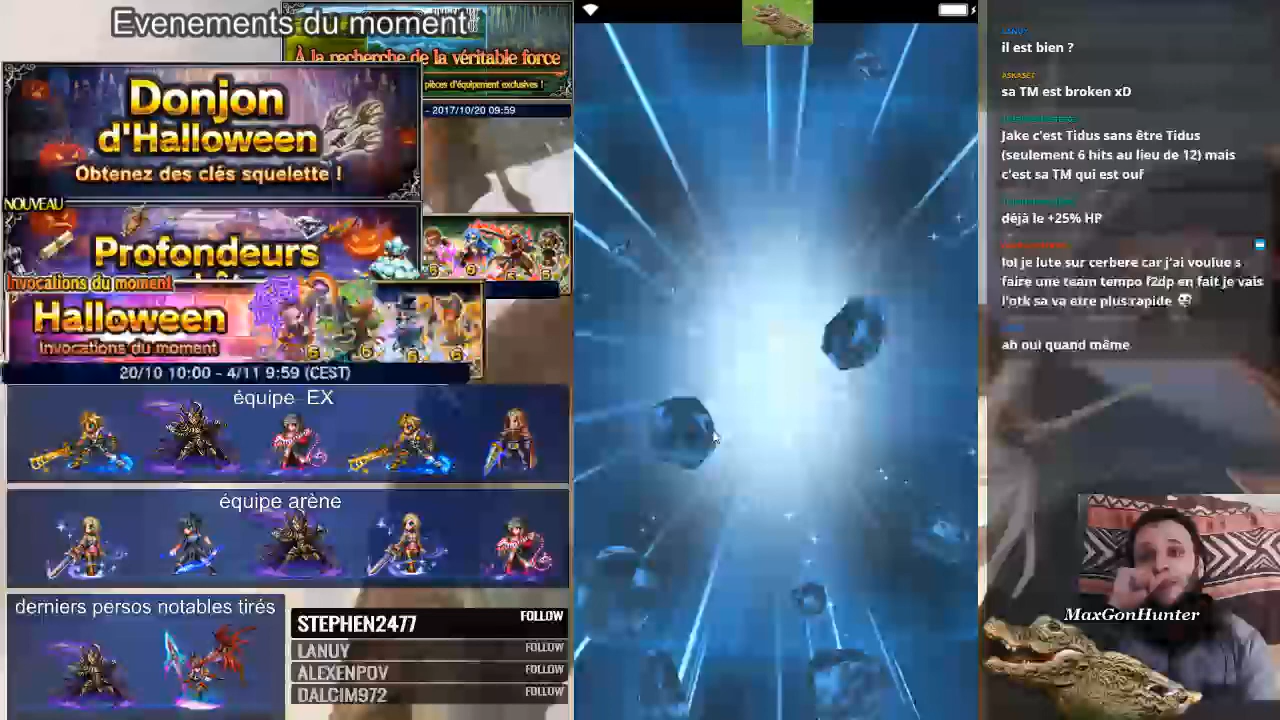 Evenements du moment
À la recherche de la véritable force
pièces d'équipement exclusives !
- 2017/10/20 09:59
Donjon
d'Halloween
Obtenez des clés squelette !
NOUVEAU
Profondeurs
Invocations du moment
Halloween
Invocations du moment
6 6 6 6
20/10 10:00 - 4/11 9:59 (CEST)
équipe EX
équipe arène
derniers persos notables tirés
STEPHEN2477 FOLLOW
LANUY FOLLOW
ALEXENPOV FOLLOW
DALCIM972 FOLLOW
il est bien ?
ASKASET
sa TM est broken xD
Jake c'est Tidus sans être Tidus
(seulement 6 hits au lieu de 12) mais
c'est sa TM qui est ouf
déjà le +25% HP
lol je lute sur cerbere car j'ai voulue s
faire une team tempo f2dp en fait je vais
l'otk sa va etre plus rapide
ah oui quand même
MaxGonHunter